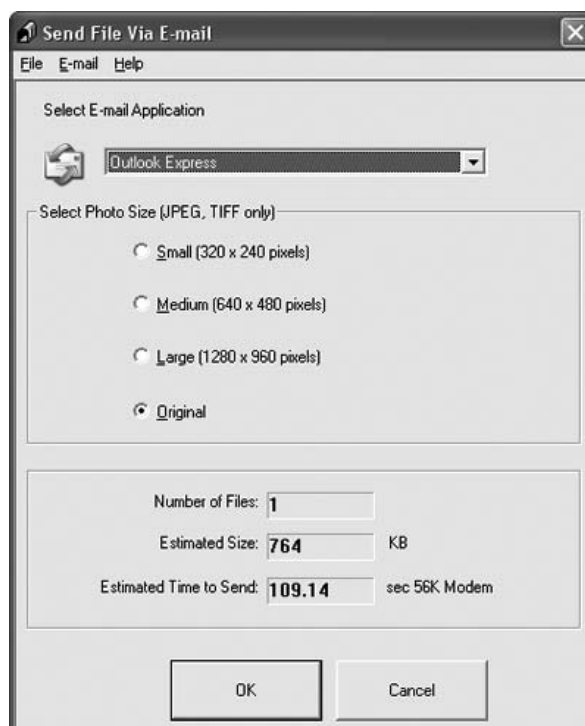 Send File Via E-mail
File E-mail Help
Select E-mail Application
Outlook Express
Select Photo Size (JPEG, TIFF only)
Small (320 x 240 pixels)
Medium (640 x 480 pixels)
Large (1280 x 960 pixels)
Original
Number of Files: 1
Estimated Size: 764 KB
Estimated Time to Send: 109.14 sec 56K Modem
OK Cancel